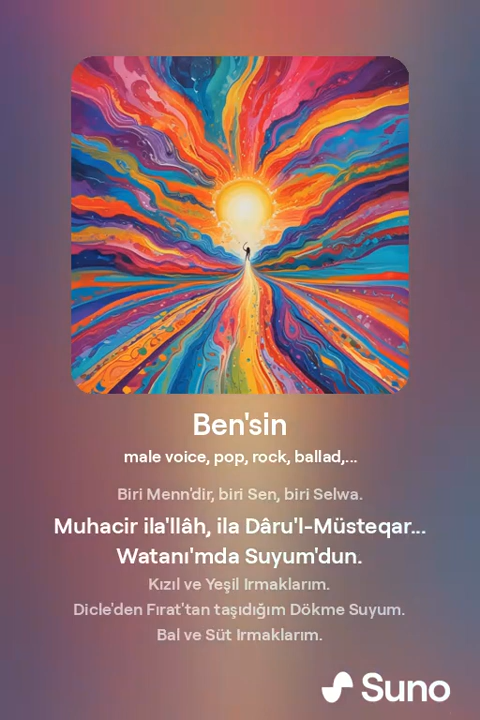 Ben'sin
male voice, pop, rock, ballad,...
Biri Menn'dir, biri Sen, biri Selwa.
Muhacir ila'llâh, ila Dâru'l-Müsteqar...
Watanı'mda Suyum'dun.
Kızıl ve Yeşil Irmaklarım.
Dicle'den Fırat'tan taşıdığım Dökme Suyum.
Bal ve Süt Irmaklarım.
Suno